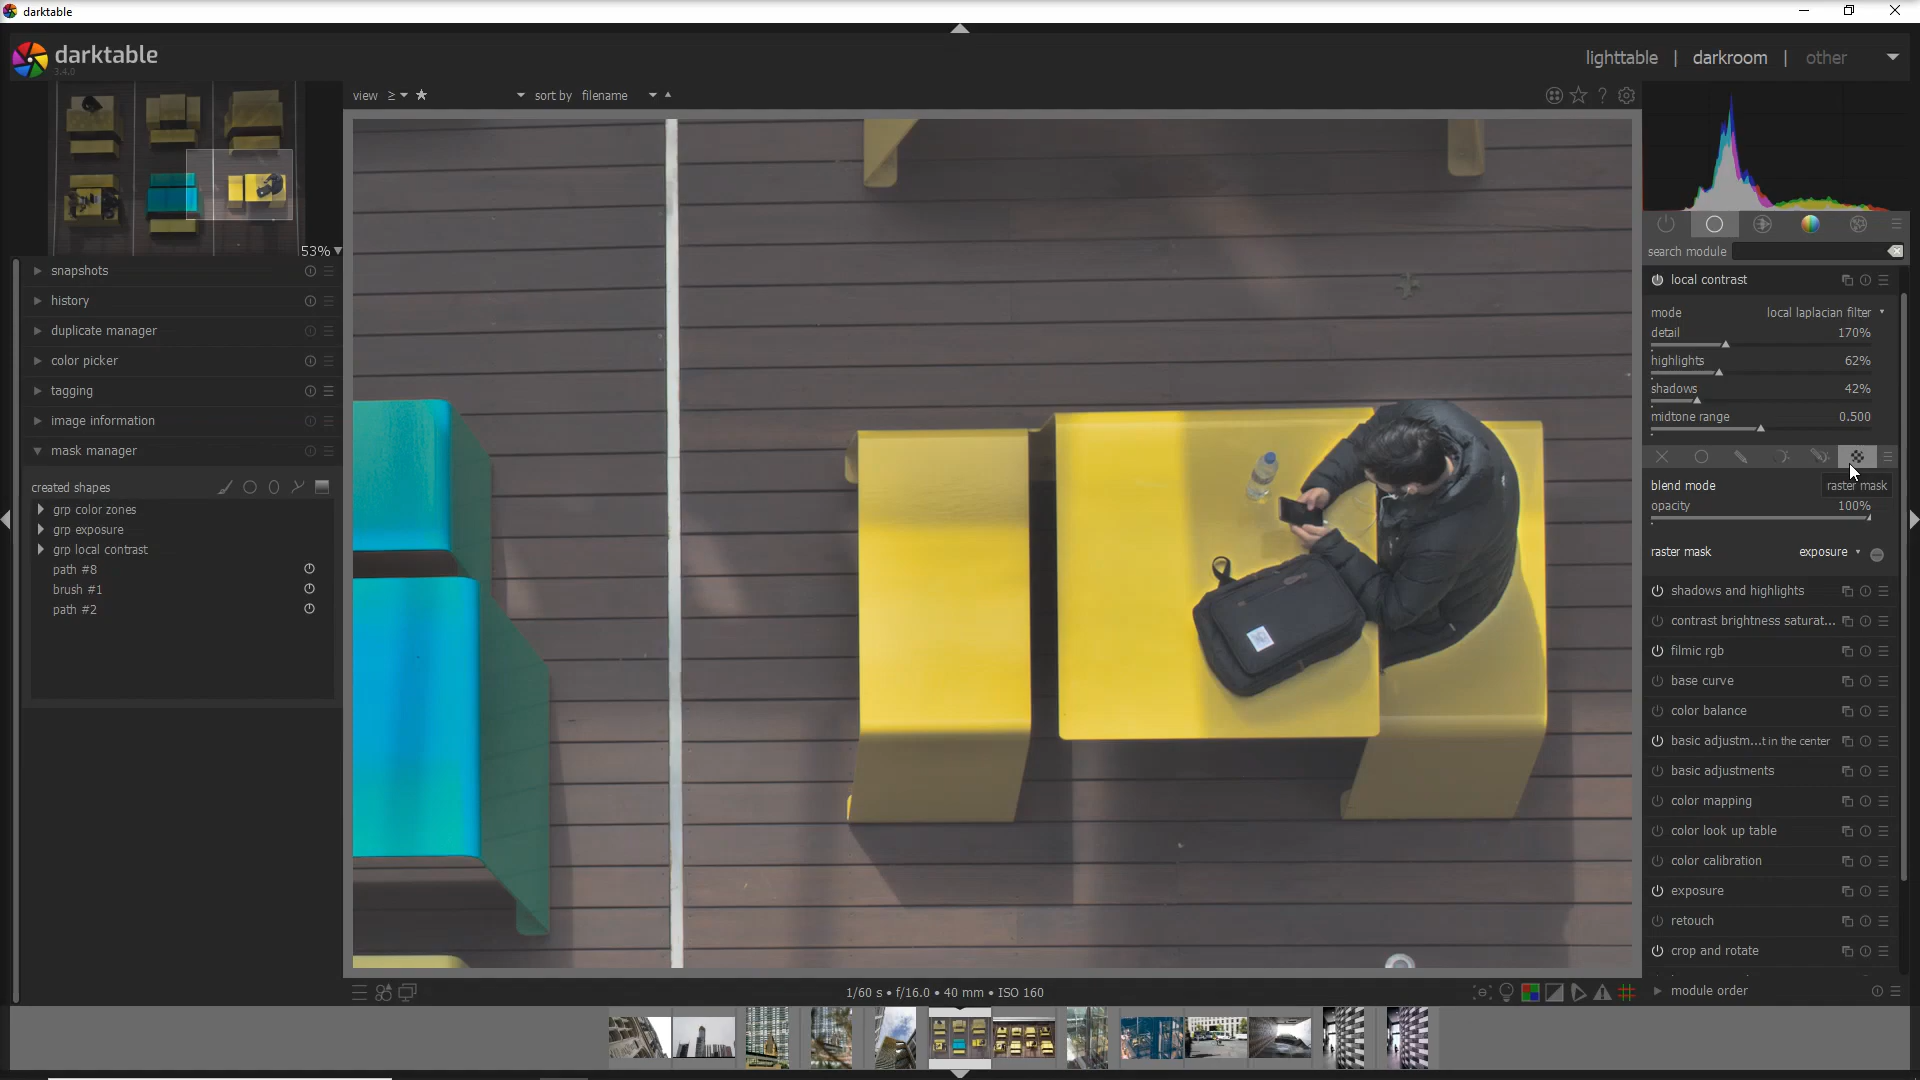 darktable
darktable
3.4.0
lighttable | darkroom | other
view ≥ ★ sort by filename
53%
search module
snapshots
history
duplicate manager
color picker
tagging
image information
mask manager
created shapes
grp color zones
grp exposure
grp local contrast
path #8
brush #1
path #2
local contrast
mode local laplacian filter
detail 170%
highlights 62%
shadows 42%
midtone range 0.500
blend mode
raster mask
opacity 100%
raster mask exposure
shadows and highlights
contrast brightness saturat...
filmic rgb
base curve
color balance
basic adjustm...t in the center
basic adjustments
color mapping
color look up table
color calibration
exposure
retouch
crop and rotate
module order
1/60 s • f/16.0 • 40 mm • ISO 160